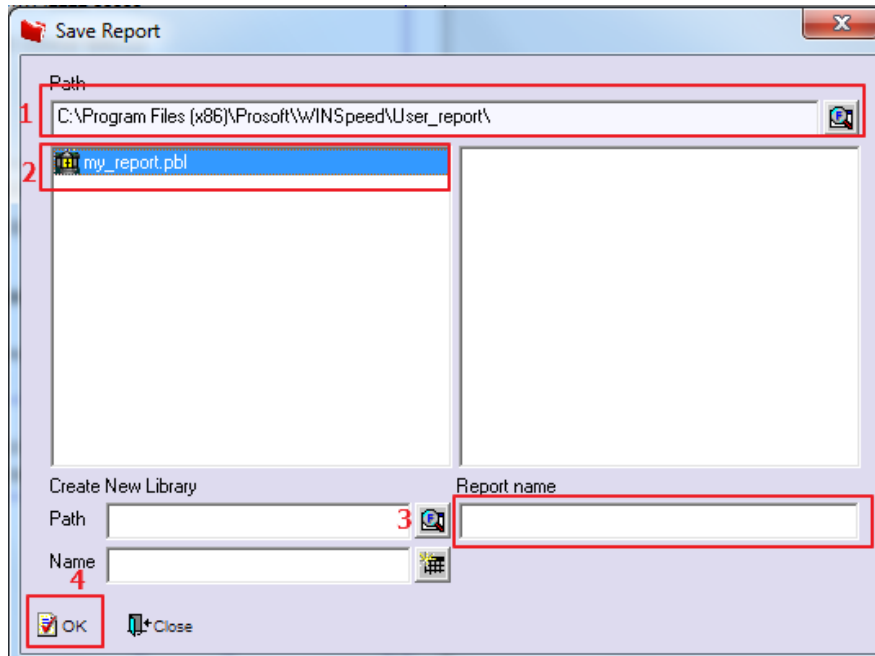 Save Report
Path
1
C:\Program Files (x86)\Prosoft\WINSpeed\User_report\
2
my_report.pbl
Create New Library
Report name
Path
3
Name
4
OK
Close